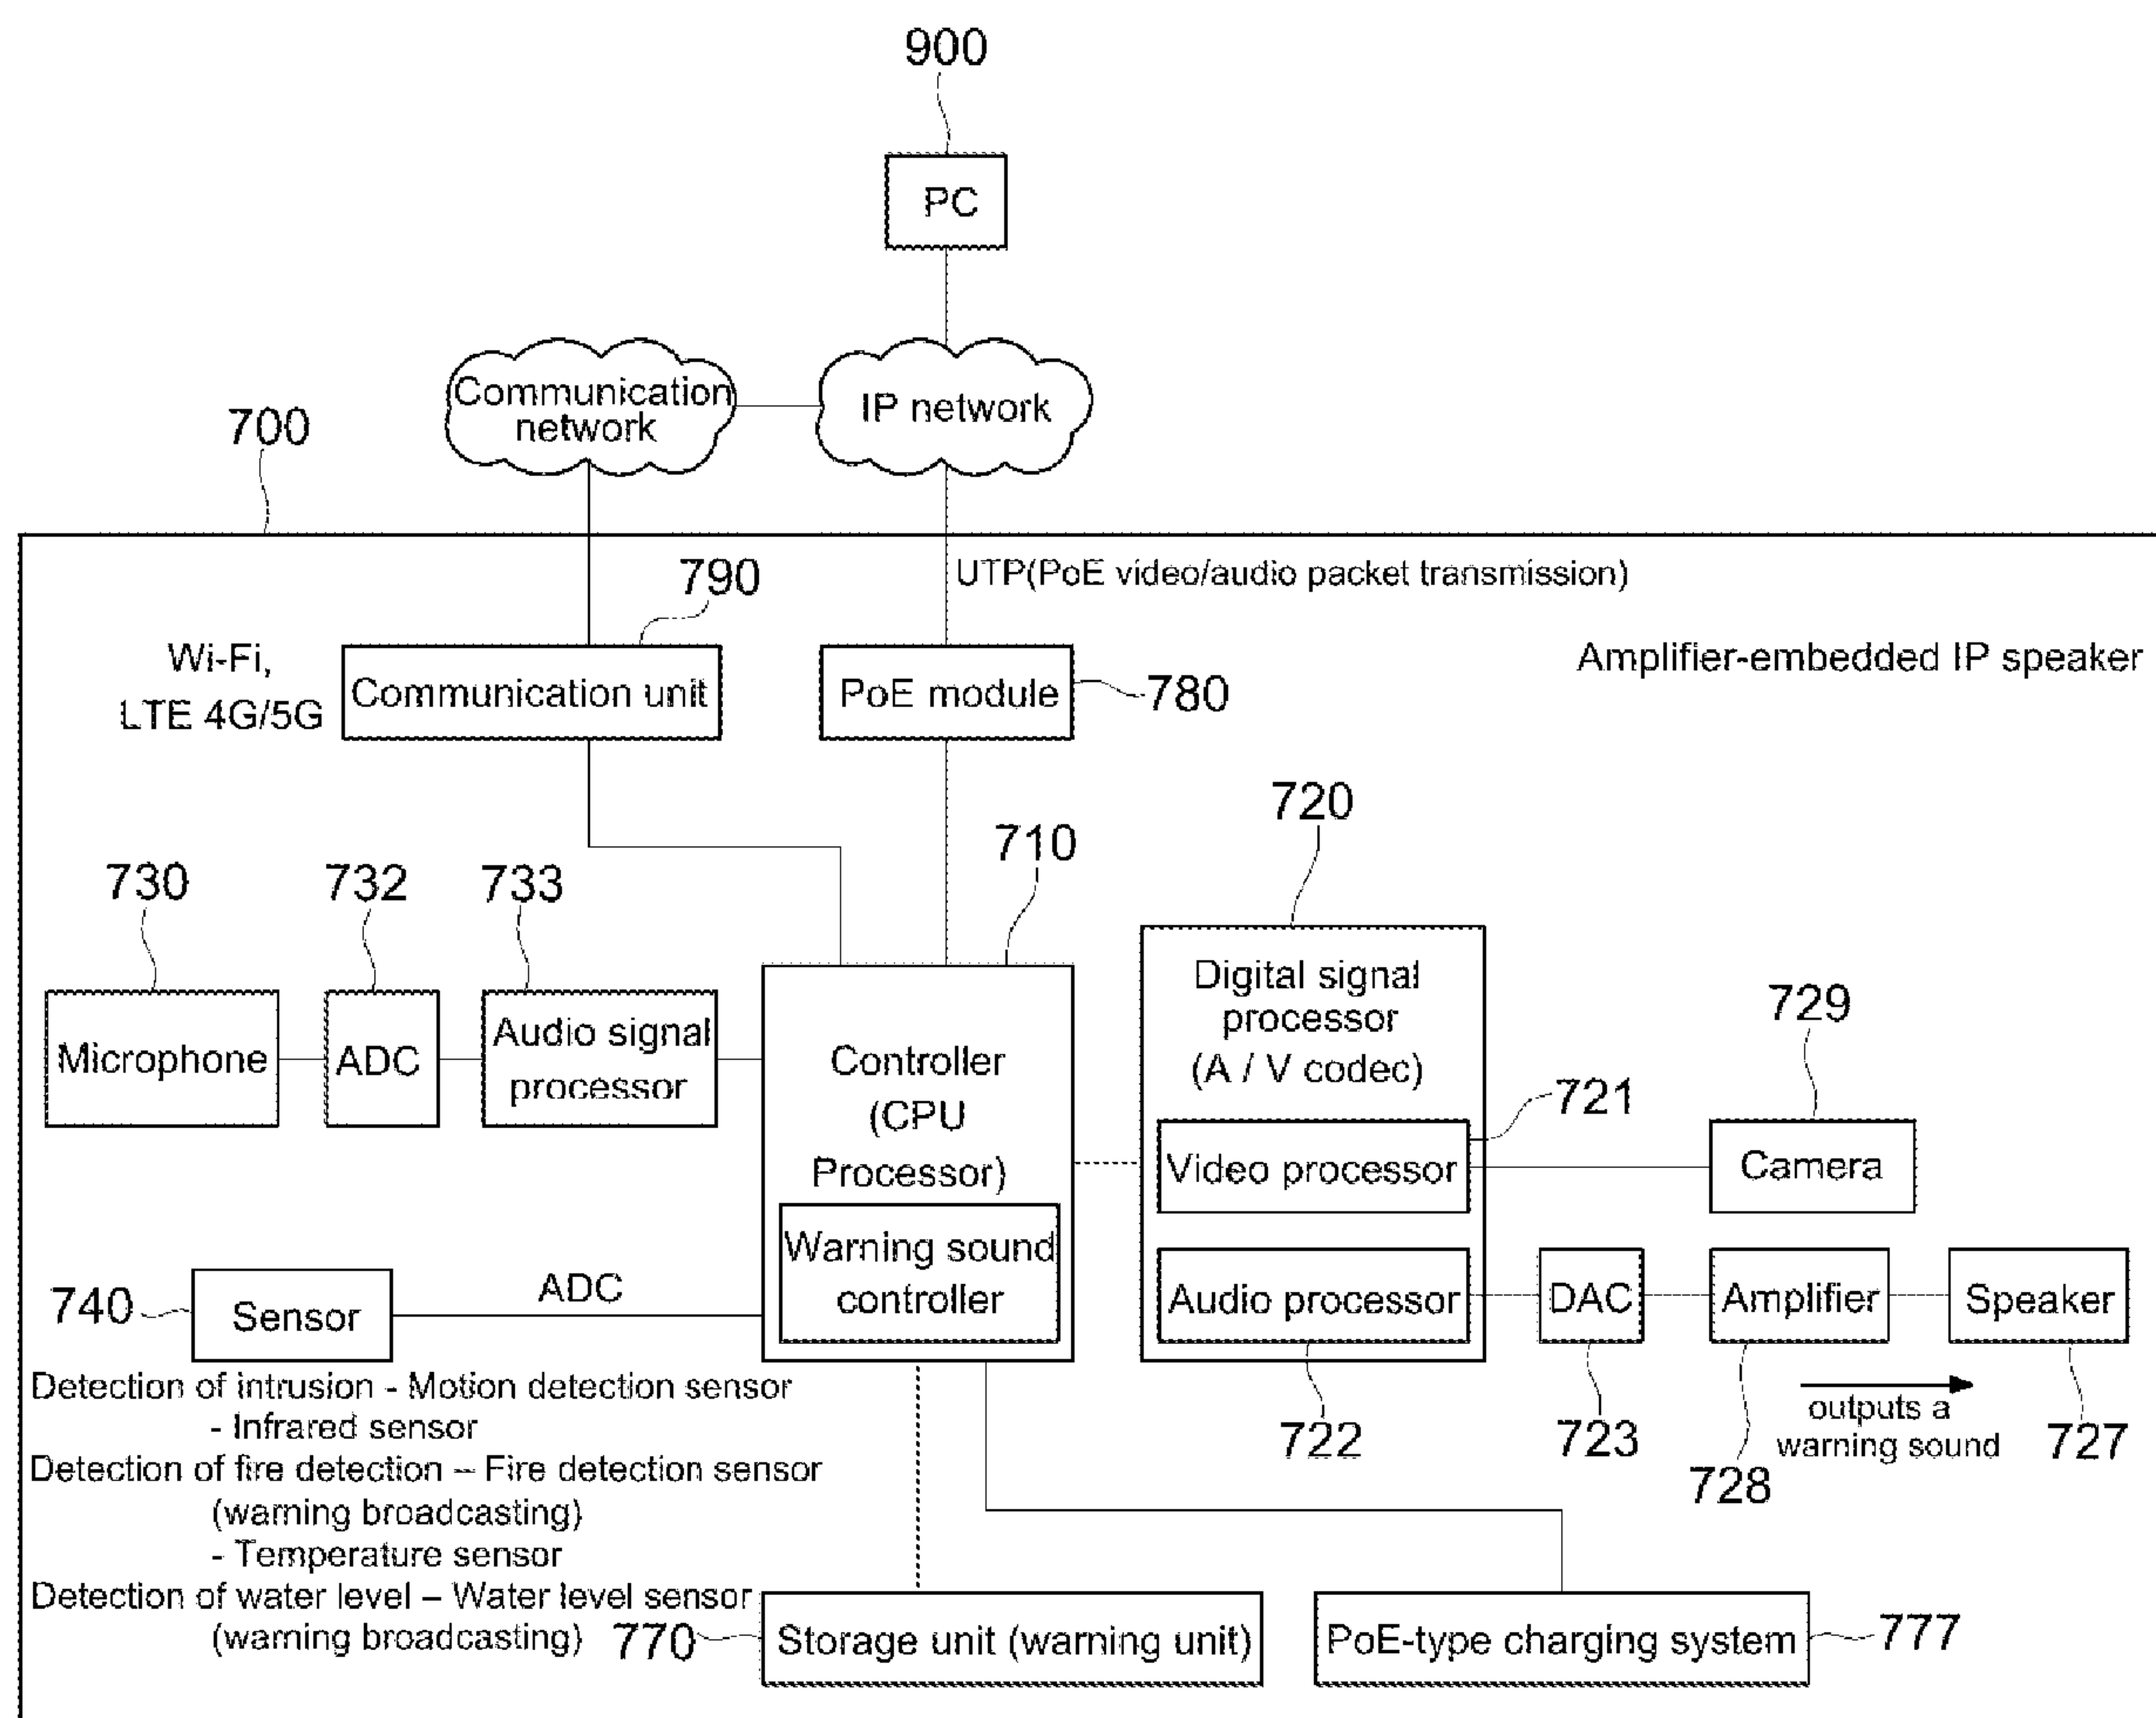 900
PC
Communication
network
IP network
700
790
UTP(PoE video/audio packet transmission)
Wi-Fi,
LTE 4G/5G
Communication unit
PoE module
780
Amplifier-embedded IP speaker
720
710
730
732
733
Microphone
ADC
Audio signal
processor
Controller
(CPU
Processor)
Warning sound
controller
Digital signal
processor
(A / V codec)
721
729
Video processor
Camera
Audio processor
DAC
Amplifier
Speaker
740
Sensor
ADC
722
723
728
outputs a
warning sound
727
Detection of intrusion - Motion detection sensor
- Infrared sensor
Detection of fire detection – Fire detection sensor
(warning broadcasting)
- Temperature sensor
Detection of water level – Water level sensor
(warning broadcasting)
770
Storage unit (warning unit)
PoE-type charging system
777